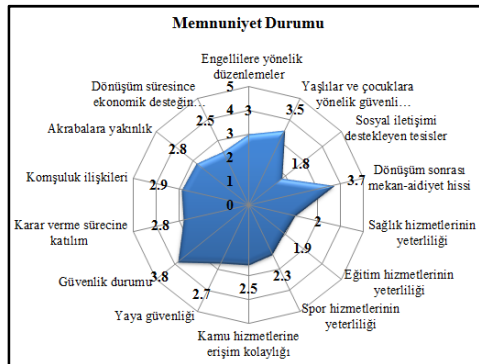 Memnuniyet Durumu
Engellilere yönelik
düzenlemeler
3
Yaşlılar ve çocuklara
yönelik güvenli…
3.5
Sosyal iletişimi
destekleyen tesisler
1.8
Dönüşüm sonrası
mekan-aidiyet hissi
3.7
Sağlık hizmetlerinin
yeterliliği
2
Eğitim hizmetlerinin
yeterliliği
1.9
Spor hizmetlerinin
yeterliliği
2.3
Kamu hizmetlerine
erişim kolaylığı
2.5
Yaya güvenliği
2.7
Güvenlik durumu
3.8
Karar verme sürecine
katılım
2.8
Komşuluk ilişkileri
2.9
Akrabalara yakınlık
2.8
Dönüşüm süresince
ekonomik desteğin…
2.5
5
4
3
2
1
0